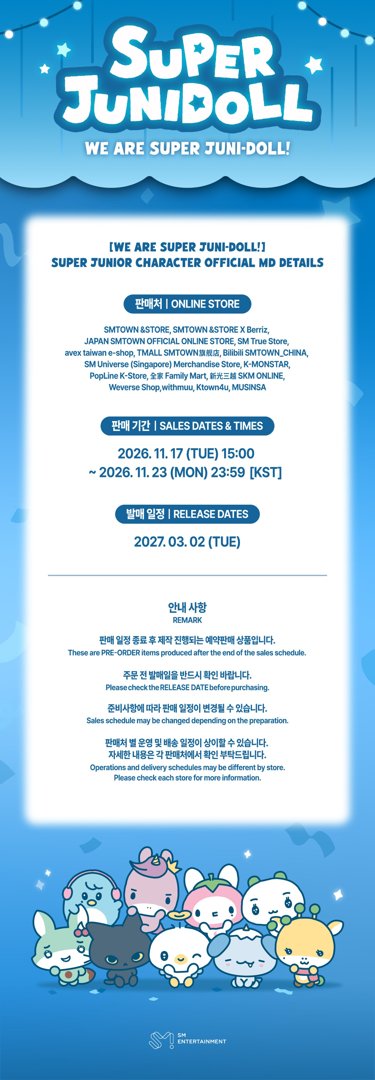 SUPER
JUNIDOLL
WE ARE SUPER JUNI-DOLL!
[WE ARE SUPER JUNI-DOLL!]
SUPER JUNIOR CHARACTER OFFICIAL MD DETAILS
판매처 | ONLINE STORE
SMTOWN &STORE, SMTOWN &STORE X Berriz,
JAPAN SMTOWN OFFICIAL ONLINE STORE, SM True Store,
avex taiwan e-shop, TMALL SMTOWN旗舰店, Bilibili SMTOWN_CHINA,
SM Universe (Singapore) Merchandise Store, K-MONSTAR,
PopLine K-Store, 全家 Family Mart, 新光三越 SKM ONLINE,
Weverse Shop,withmuu, Ktown4u, MUSINSA
판매 기간 | SALES DATES & TIMES
2026. 11. 17 (TUE) 15:00
~ 2026. 11. 23 (MON) 23:59 [KST]
발매 일정 | RELEASE DATES
2027. 03. 02 (TUE)
안내 사항
REMARK
판매 일정 종료 후 제작 진행되는 예약판매 상품입니다.
These are PRE-ORDER items produced after the end of the sales schedule.
주문 전 발매일을 반드시 확인 바랍니다.
Please check the RELEASE DATE before purchasing.
준비사항에 따라 판매 일정이 변경될 수 있습니다.
Sales schedule may be changed depending on the preparation.
판매처 별 운영 및 배송 일정이 상이할 수 있습니다.
자세한 내용은 각 판매처에서 확인 부탁드립니다.
Operations and delivery schedules may be different by store.
Please check each store for more information.
SM
ENTERTAINMENT